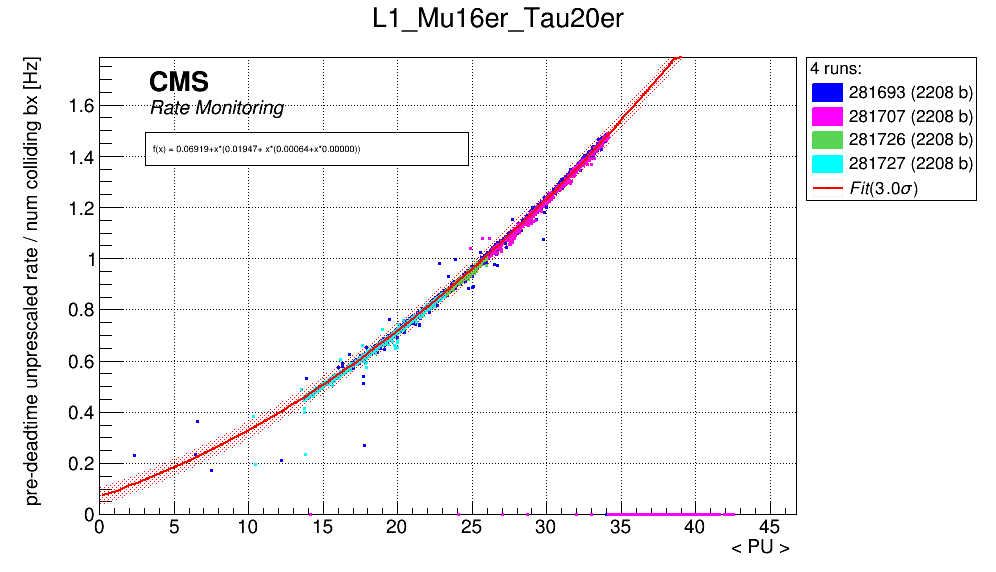 L1_Mu16er_Tau20er
pre-deadtime unprescaled rate / num colliding bx [Hz]
CMS
Rate Monitoring
f(x) = 0.06919+x*(0.01947+ x*(0.00064+x*0.00000))
4 runs:
281693 (2208 b)
281707 (2208 b)
281726 (2208 b)
281727 (2208 b)
Fit(3.0σ)
1.6
1.4
1.2
1
0.8
0.6
0.4
0.2
0
0 5 10 15 20 25 30 35 40 45
< PU >